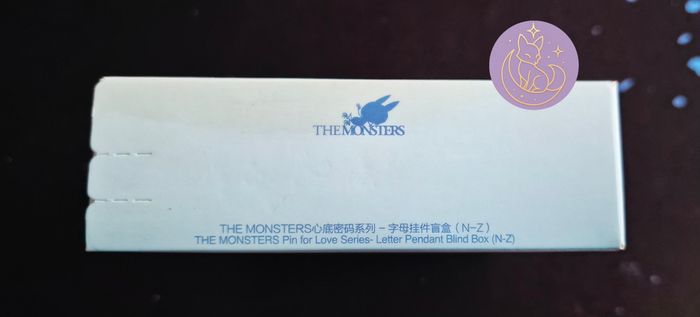 THE MONSTERS
THE MONSTERS心底密码系列 – 字母挂件盲盒（N–Z）
THE MONSTERS Pin for Love Series- Letter Pendant Blind Box (N-Z)